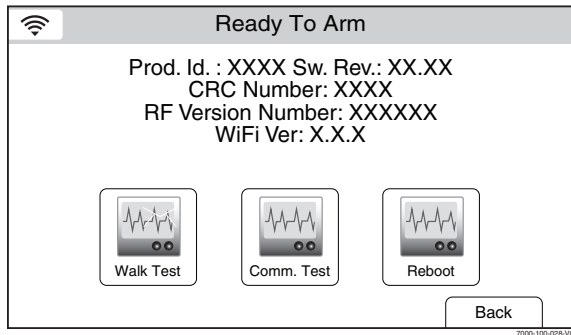 Ready To Arm
Prod. Id. : XXXX Sw. Rev.: XX.XX
CRC Number: XXXX
RF Version Number: XXXXXX
WiFi Ver: X.X.X
Walk Test
Comm. Test
Reboot
Back
7000-100-028-V0